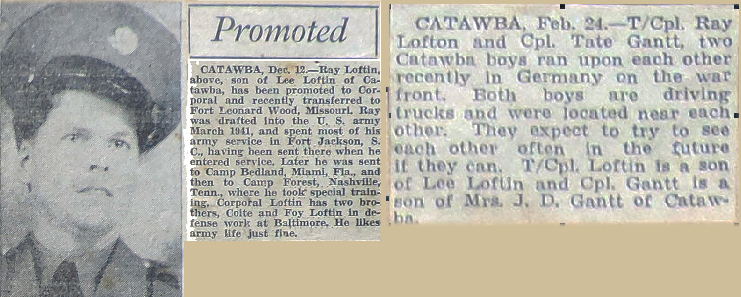 Promoted
CATAWBA, Dec. 12.—Ray Loftin,
above, son of Lee Loftin of Ca-
tawba, has been promoted to Cor-
poral and recently transferred to
Fort Leonard Wood, Missouri. Ray
was drafted into the U. S. army
March 1941, and spent most of his
army service in Fort Jackson, S.
C., having been sent there when he
entered service. Later he was sent
to Camp Bedland, Miami, Fla., and
then to Camp Forest, Nashville,
Tenn., where he took special train-
ing. Corporal Loftin has two bro-
thers, Coite and Foy Loftin in de-
fense work at Baltimore. He likes
army life just fine.
CATAWBA, Feb. 24.—T/Cpl. Ray
Lofton and Cpl. Tate Gantt, two
Catawba boys ran upon each other
recently in Germany on the war
front. Both boys are driving
trucks and were located near each
other. They expect to try to see
each other often in the future
if they can. T/Cpl. Loftin is a son
of Lee Loftin and Cpl. Gantt is a
son of Mrs. J. D. Gantt of Cataw-
ba.